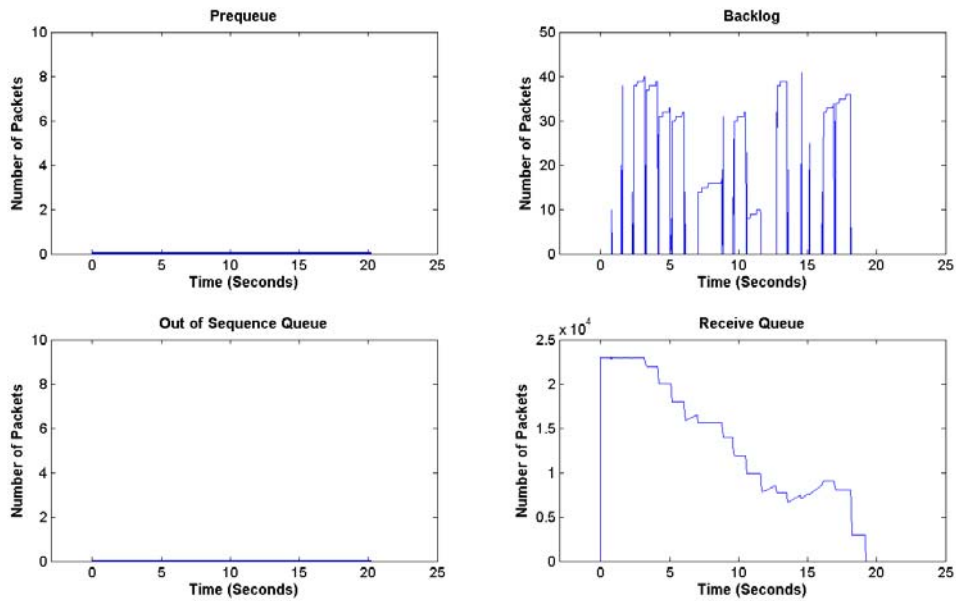 Prequeue
10
8
6
4
2
0
Number of Packets
0 5 10 15 20 25
Time (Seconds)
Backlog
50
40
30
20
10
0
Number of Packets
0 5 10 15 20 25
Time (Seconds)
Out of Sequence Queue
10
8
6
4
2
0
Number of Packets
0 5 10 15 20 25
Time (Seconds)
Receive Queue
x 10^4
2.5
2
1.5
1
0.5
0
Number of Packets
0 5 10 15 20 25
Time (Seconds)